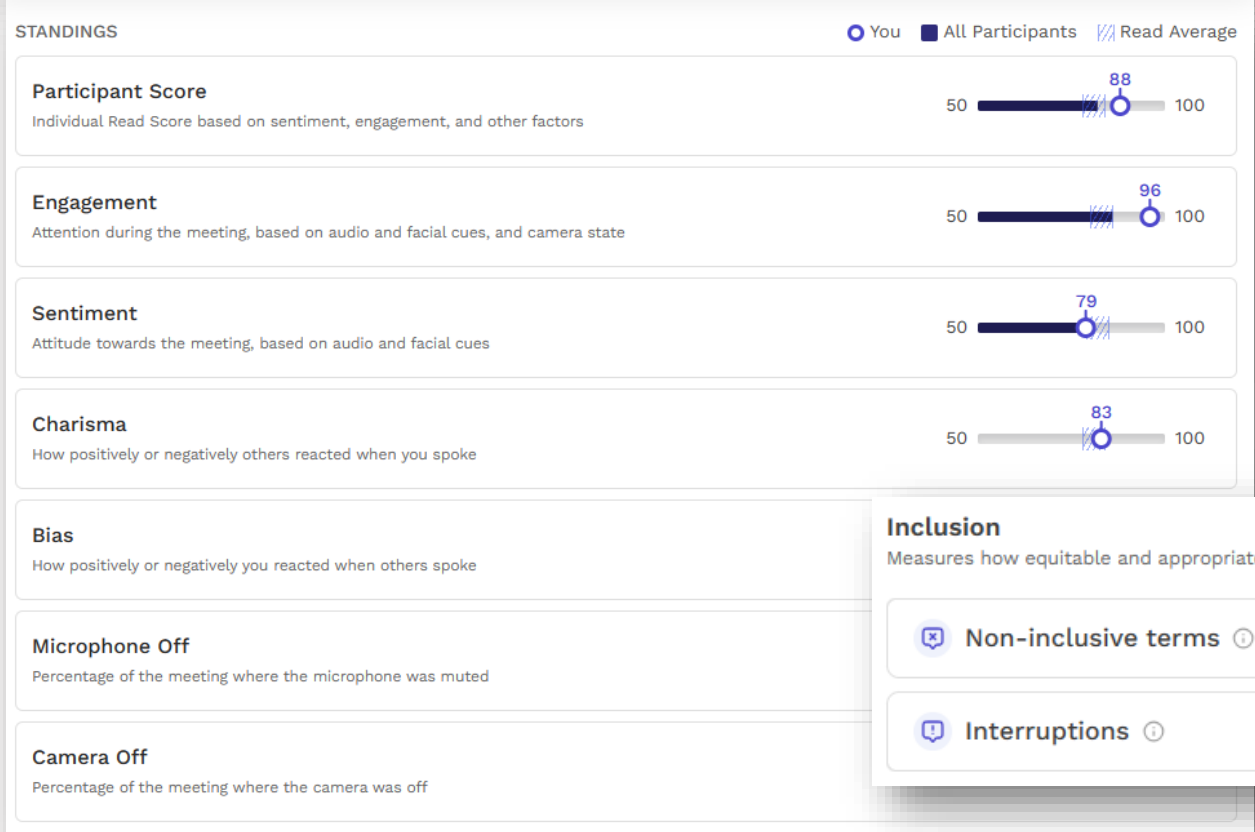 STANDINGS
You All Participants Read Average
Participant Score
Individual Read Score based on sentiment, engagement, and other factors
88
50 100
Engagement
Attention during the meeting, based on audio and facial cues, and camera state
96
50 100
Sentiment
Attitude towards the meeting, based on audio and facial cues
79
50 100
Charisma
How positively or negatively others reacted when you spoke
83
50 100
Bias
How positively or negatively you reacted when others spoke
Microphone Off
Percentage of the meeting where the microphone was muted
Camera Off
Percentage of the meeting where the camera was off
Inclusion
Measures how equitable and appropriat
Non-inclusive terms
Interruptions